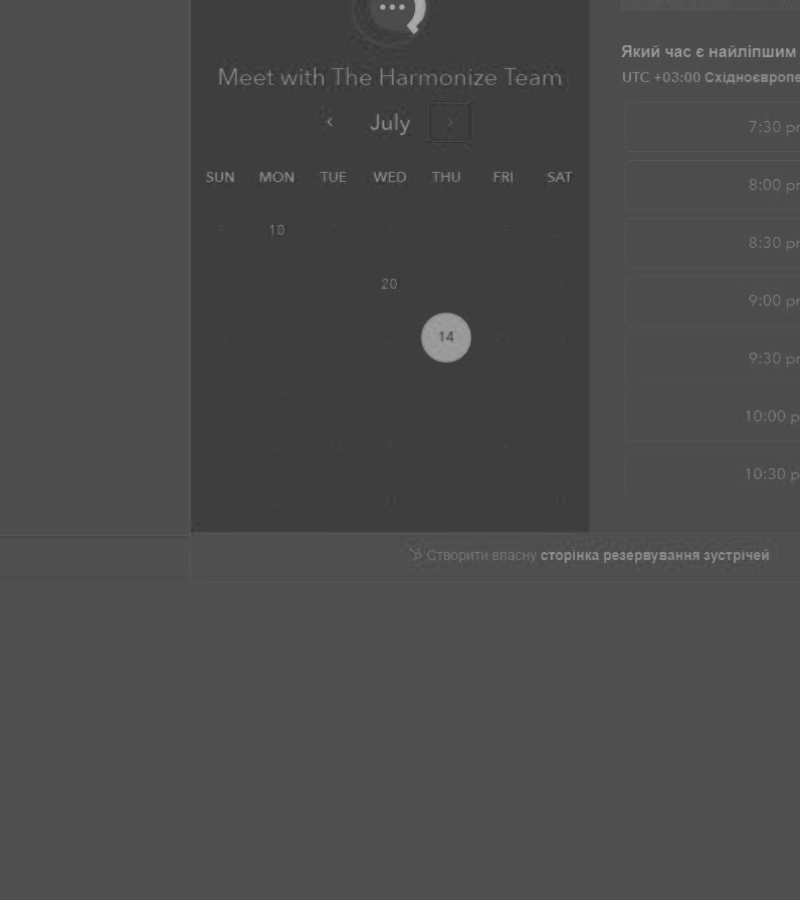 Meet with The Harmonize Team
July
SUN MON TUE WED THU FRI SAT
10
20
14
Який час є найліпшим
UTC +03:00 Східноєвропе
7:30 pr
8:00 pr
8:30 pr
9:00 pr
9:30 pr
10:00 p
10:30 p
Створити власну сторінка резервування зустрічей